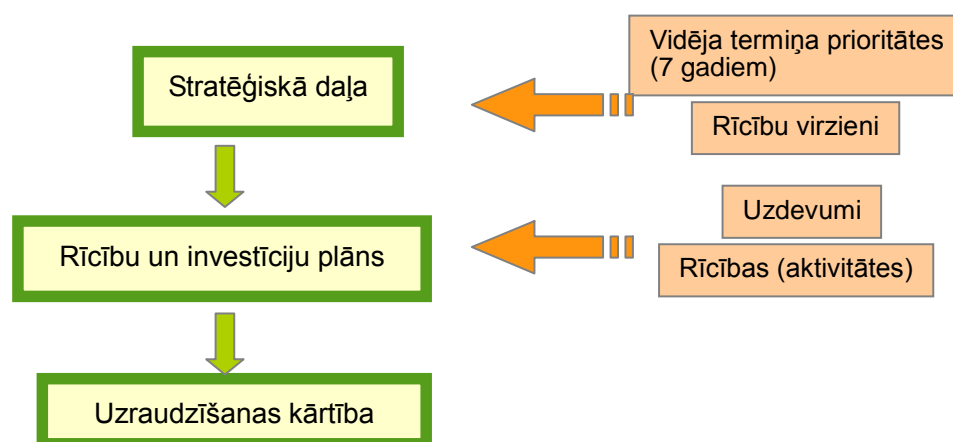 Stratēģiskā daļa
Vidēja termiņa prioritātes
(7 gadiem)
Rīcību virzieni
Rīcību un investīciju plāns
Uzdevumi
Rīcības (aktivitātes)
Uzraudzīšanas kārtība